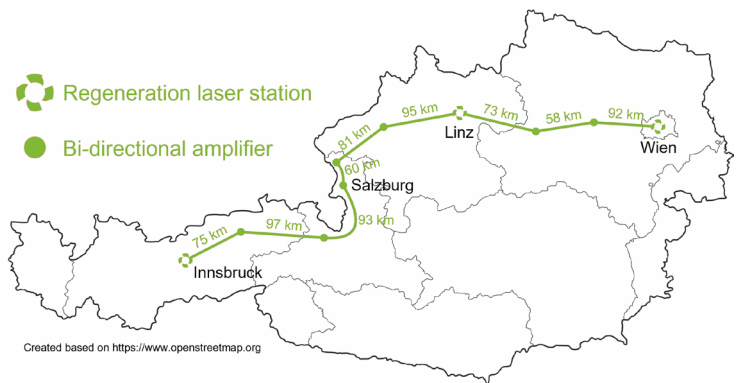 Regeneration laser station
Bi-directional amplifier
95 km
73 km
58 km
92 km
81 km
Linz
Wien
60 km
Salzburg
93 km
97 km
75 km
Innsbruck
Created based on https://www.openstreetmap.org